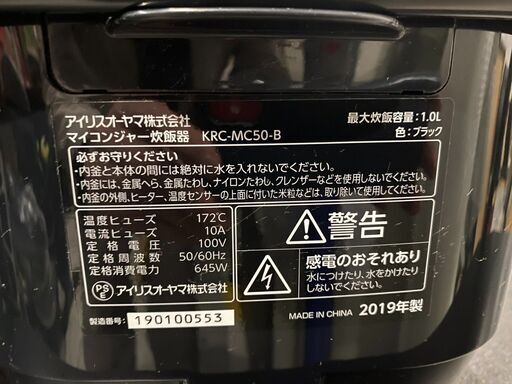 アイリスオーヤマ株式会社
マイコンジャー炊飯器 KRC-MC50-B
最大炊飯容量:1.0L
色:ブラック
必ずお守りください
・内釜と本体の間には絶対に水を入れないでください。
・内釜には、金属へら、金属たわし、ナイロンたわし、クレンザーなどを使用しないでください。
・内釜の外側、ヒーター、温度センサーの上面に付いた米粒などは、取り除いて使用してください。
温度ヒューズ 172℃
電流ヒューズ 10A
定格電圧 100V
定格周波数 50/60Hz
定格消費電力 645W
PSE アイリスオーヤマ株式会社
製造番号: 190100553
警告
感電のおそれあり
水につけたり、水をかけたり
しないでください。
MADE IN CHINA 2019年製